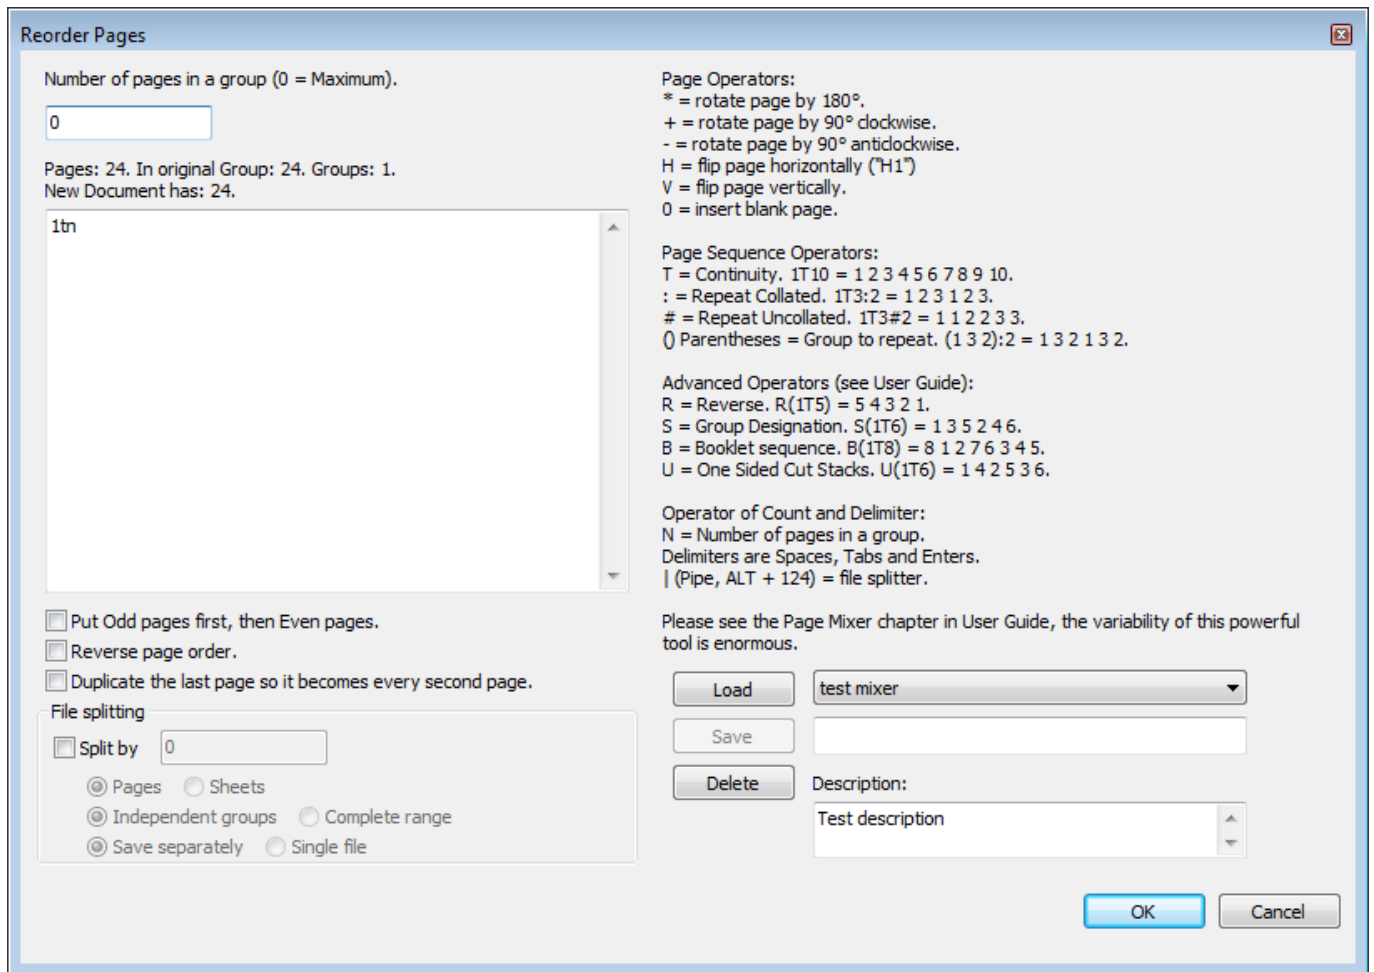 Reorder Pages
Number of pages in a group (0 = Maximum).
0
Pages: 24. In original Group: 24. Groups: 1.
New Document has: 24.
1tn
Put Odd pages first, then Even pages.
Reverse page order.
Duplicate the last page so it becomes every second page.
File splitting
Split by 0
Pages Sheets
Independent groups Complete range
Save separately Single file
Page Operators:
* = rotate page by 180°.
+ = rotate page by 90° clockwise.
- = rotate page by 90° anticlockwise.
H = flip page horizontally ("H1")
V = flip page vertically.
0 = insert blank page.
Page Sequence Operators:
T = Continuity. 1T10 = 1 2 3 4 5 6 7 8 9 10.
: = Repeat Collated. 1T3:2 = 1 2 3 1 2 3.
# = Repeat Uncollated. 1T3#2 = 1 1 2 2 3 3.
() Parentheses = Group to repeat. (1 3 2):2 = 1 3 2 1 3 2.
Advanced Operators (see User Guide):
R = Reverse. R(1T5) = 5 4 3 2 1.
S = Group Designation. S(1T6) = 1 3 5 2 4 6.
B = Booklet sequence. B(1T8) = 8 1 2 7 6 3 4 5.
U = One Sided Cut Stacks. U(1T6) = 1 4 2 5 3 6.
Operator of Count and Delimiter:
N = Number of pages in a group.
Delimiters are Spaces, Tabs and Enters.
| (Pipe, ALT + 124) = file splitter.
Please see the Page Mixer chapter in User Guide, the variability of this powerful
tool is enormous.
Load test mixer
Save
Delete Description:
Test description
OK Cancel